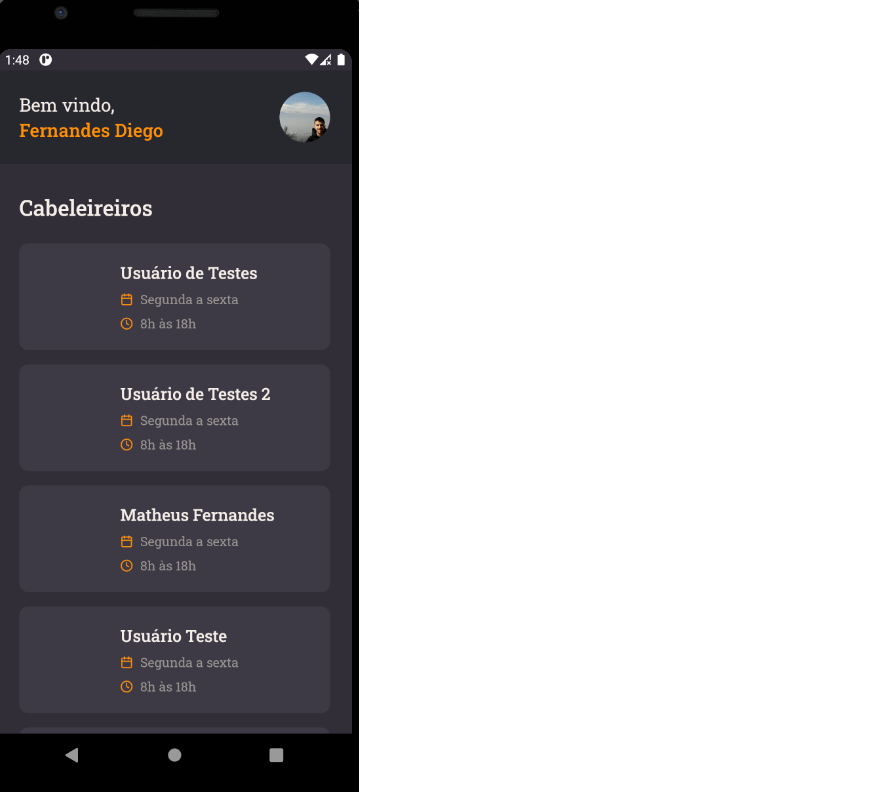 1:48
Bem vindo,
Fernandes Diego
Cabeleireiros
Usuário de Testes
Segunda a sexta
8h às 18h
Usuário de Testes 2
Segunda a sexta
8h às 18h
Matheus Fernandes
Segunda a sexta
8h às 18h
Usuário Teste
Segunda a sexta
8h às 18h